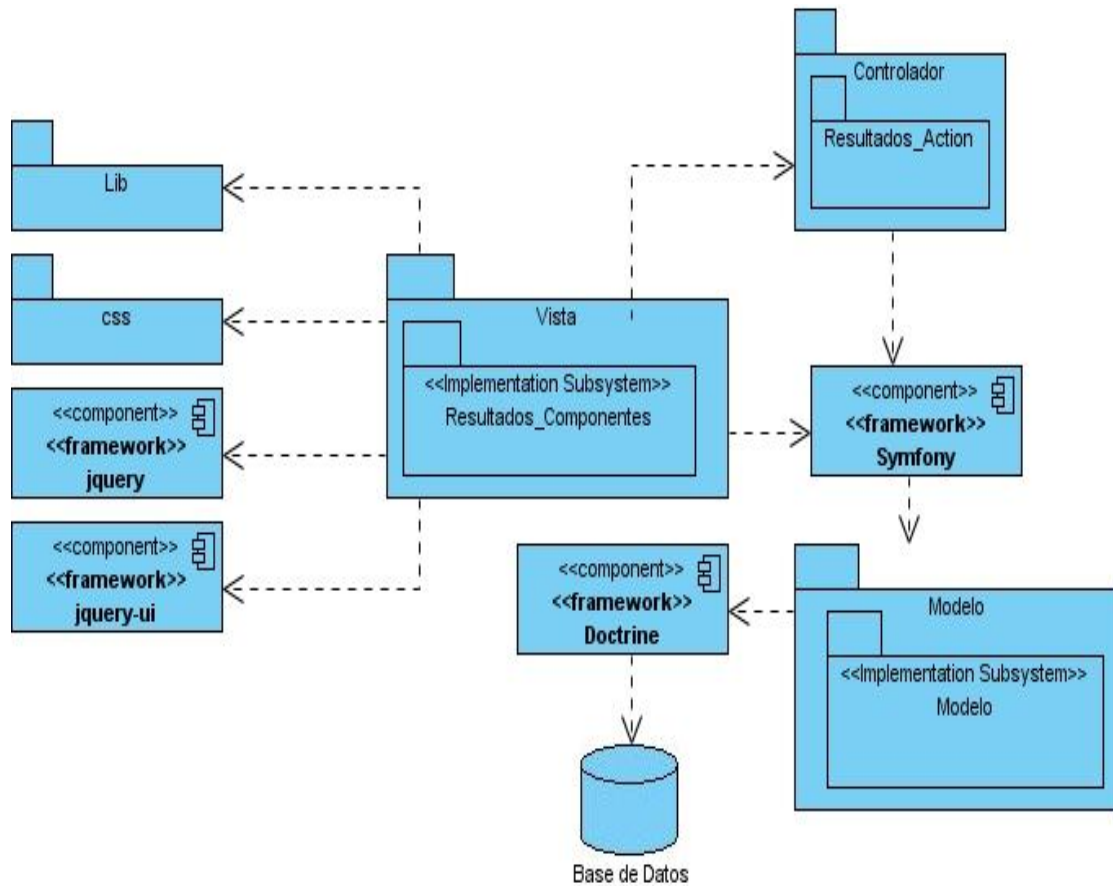 Controlador
Resultados_Action
Lib
css
Vista
<<Implementation Subsystem>>
Resultados_Componentes
<<component>>
<<framework>>
jquery
<<component>>
<<framework>>
Symfony
<<component>>
<<framework>>
jquery-ui
<<component>>
<<framework>>
Doctrine
Modelo
<<Implementation Subsystem>>
Modelo
Base de Datos